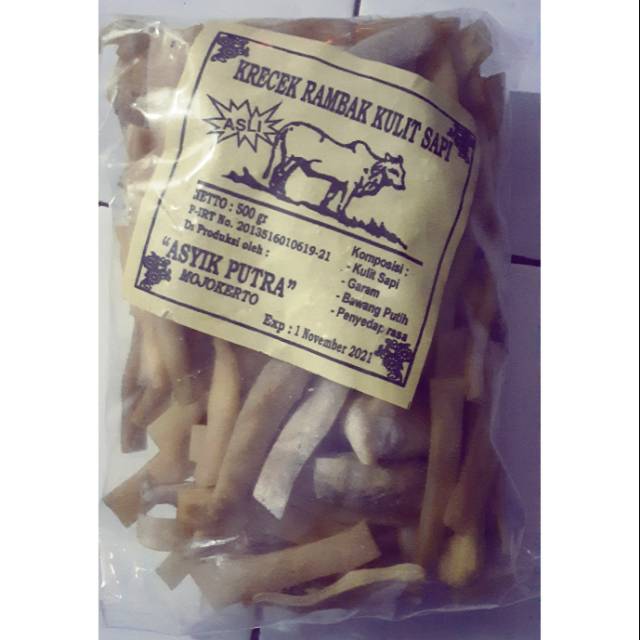 KRECEK RAMBAK KULIT SAPI
ASLI
NETTO : 500 gr
P-IRT No. 2013516010619-21
Di Produksi oleh :
"ASYIK PUTRA"
MOJOKERTO
Komposisi :
- Kulit Sapi
- Garam
- Bawang Putih
- Penyedap rasa
Exp : 1 November 2021